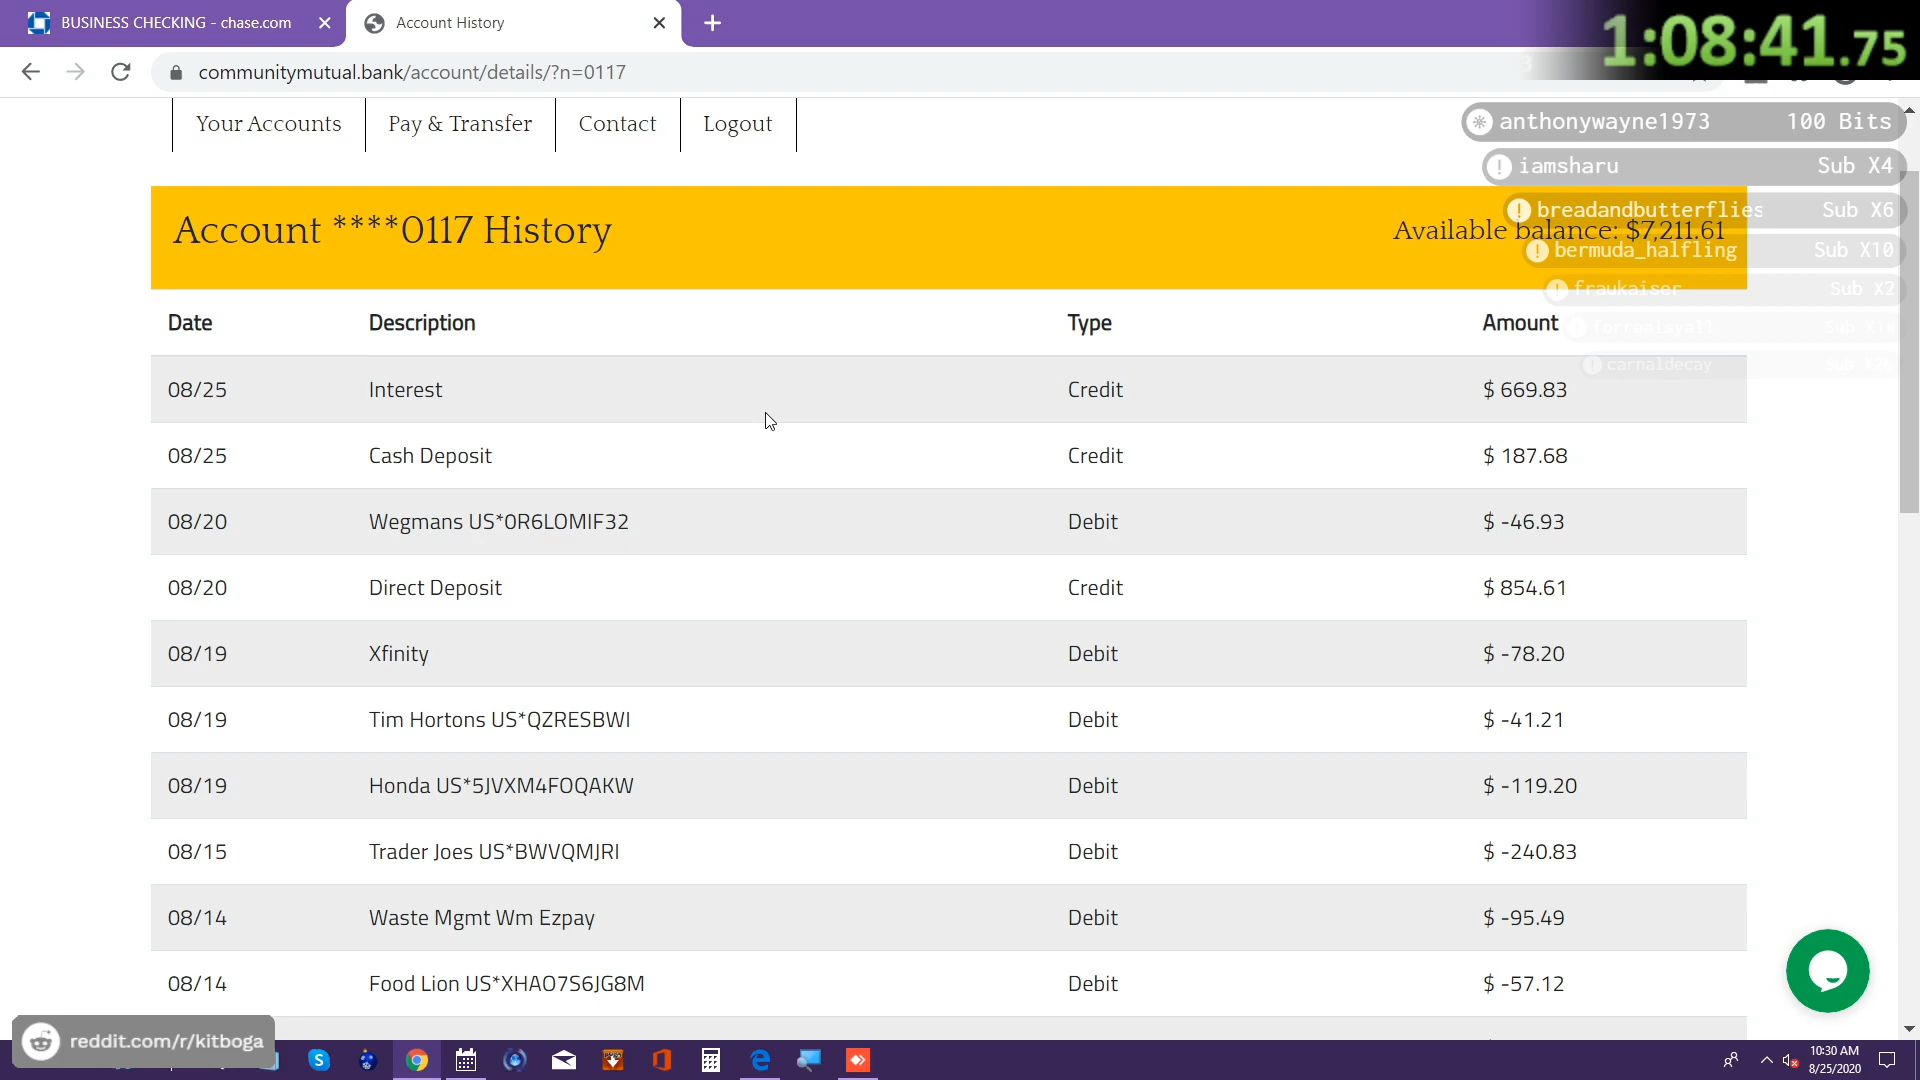 BUSINESS CHECKING - chase.com
Account History
1:08:41.75
communitymutual.bank/account/details/?n=0117
Your Accounts
Pay & Transfer
Contact
Logout
anthonywayne1973 100 Bits
iamsharu Sub X4
breadandbutterflies Sub X6
bermuda_halfling Sub X10
fraukaiser Sub X2
carnaldecay
Account ****0117 History
Available balance: $7,211.61
Date Description Type Amount
08/25 Interest Credit $ 669.83
08/25 Cash Deposit Credit $ 187.68
08/20 Wegmans US*0R6LOMIF32 Debit $ -46.93
08/20 Direct Deposit Credit $ 854.61
08/19 Xfinity Debit $ -78.20
08/19 Tim Hortons US*QZRESBWI Debit $ -41.21
08/19 Honda US*5JVXM4FOQAKW Debit $ -119.20
08/15 Trader Joes US*BWVQMJRI Debit $ -240.83
08/14 Waste Mgmt Wm Ezpay Debit $ -95.49
08/14 Food Lion US*XHAO7S6JG8M Debit $ -57.12
reddit.com/r/kitboga
10:30 AM
8/25/2020